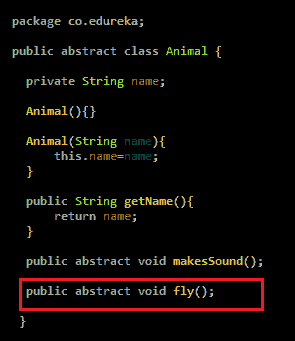 package co.edureka;
public abstract class Animal {
private String name;
Animal(){}
Animal(String name){
this.name=name;
}
public String getName(){
return name;
}
public abstract void makesSound();
public abstract void fly();
}